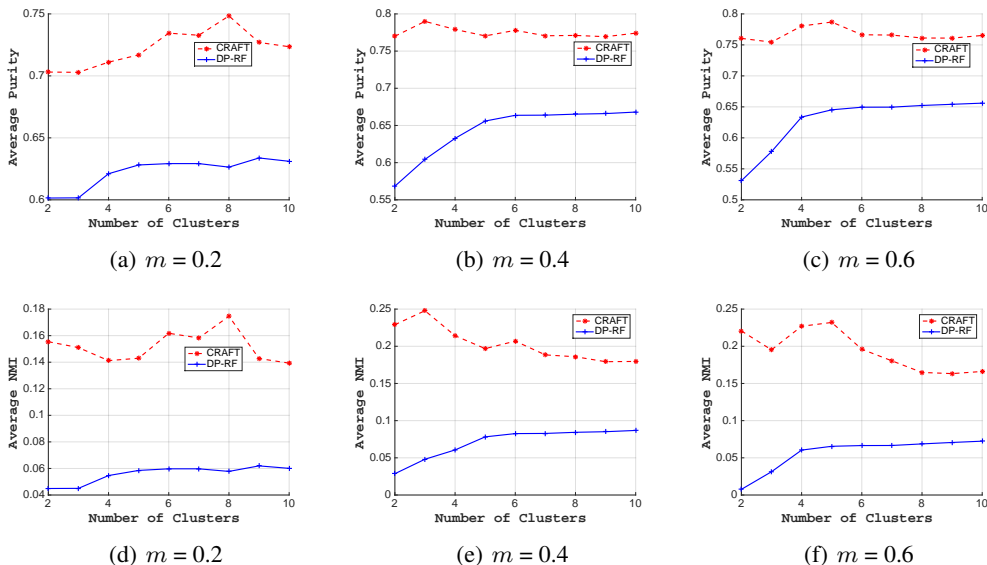 0.75
0.7
0.65
0.6
2 4 6 8 10
Average Purity
Number of Clusters
CRAFT
DP-RF
(a) m = 0.2
0.85
0.8
0.75
0.7
0.65
0.6
0.55
2 4 6 8 10
Average Purity
Number of Clusters
CRAFT
DP-RF
(b) m = 0.4
0.8
0.75
0.7
0.65
0.6
0.55
0.5
2 4 6 8 10
Average Purity
Number of Clusters
CRAFT
DP-RF
(c) m = 0.6
0.18
0.16
0.14
0.12
0.1
0.08
0.06
0.04
2 4 6 8 10
Average NMI
Number of Clusters
CRAFT
DP-RF
(d) m = 0.2
0.25
0.2
0.15
0.1
0.05
0
2 4 6 8 10
Average NMI
Number of Clusters
CRAFT
DP-RF
(e) m = 0.4
0.25
0.2
0.15
0.1
0.05
0
2 4 6 8 10
Average NMI
Number of Clusters
CRAFT
DP-RF
(f) m = 0.6